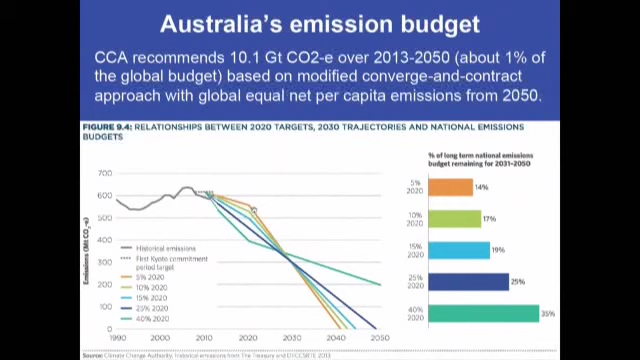 Australia's emission budget
CCA recommends 10.1 Gt CO2-e over 2013-2050 (about 1% of
the global budget) based on modified converge-and-contract
approach with global equal net per capita emissions from 2050.
FIGURE 9.4: RELATIONSHIPS BETWEEN 2020 TARGETS, 2030 TRAJECTORIES AND NATIONAL EMISSIONS
BUDGETS
700
600
500
400
300
200
100
0
Emissions (Mt CO2-e)
1990
2000
2010
2020
2030
2040
2050
Historical emissions
First Kyoto commitment
period target
5% 2020
10% 2020
15% 2020
25% 2020
40% 2020
% of long term national emissions
budget remaining for 2031-2050
5%
2020
14%
10%
2020
17%
15%
2020
19%
25%
2020
25%
40%
2020
35%
Source: Climate Change Authority, historical emissions from The Treasury and DIICCSRTE 2013